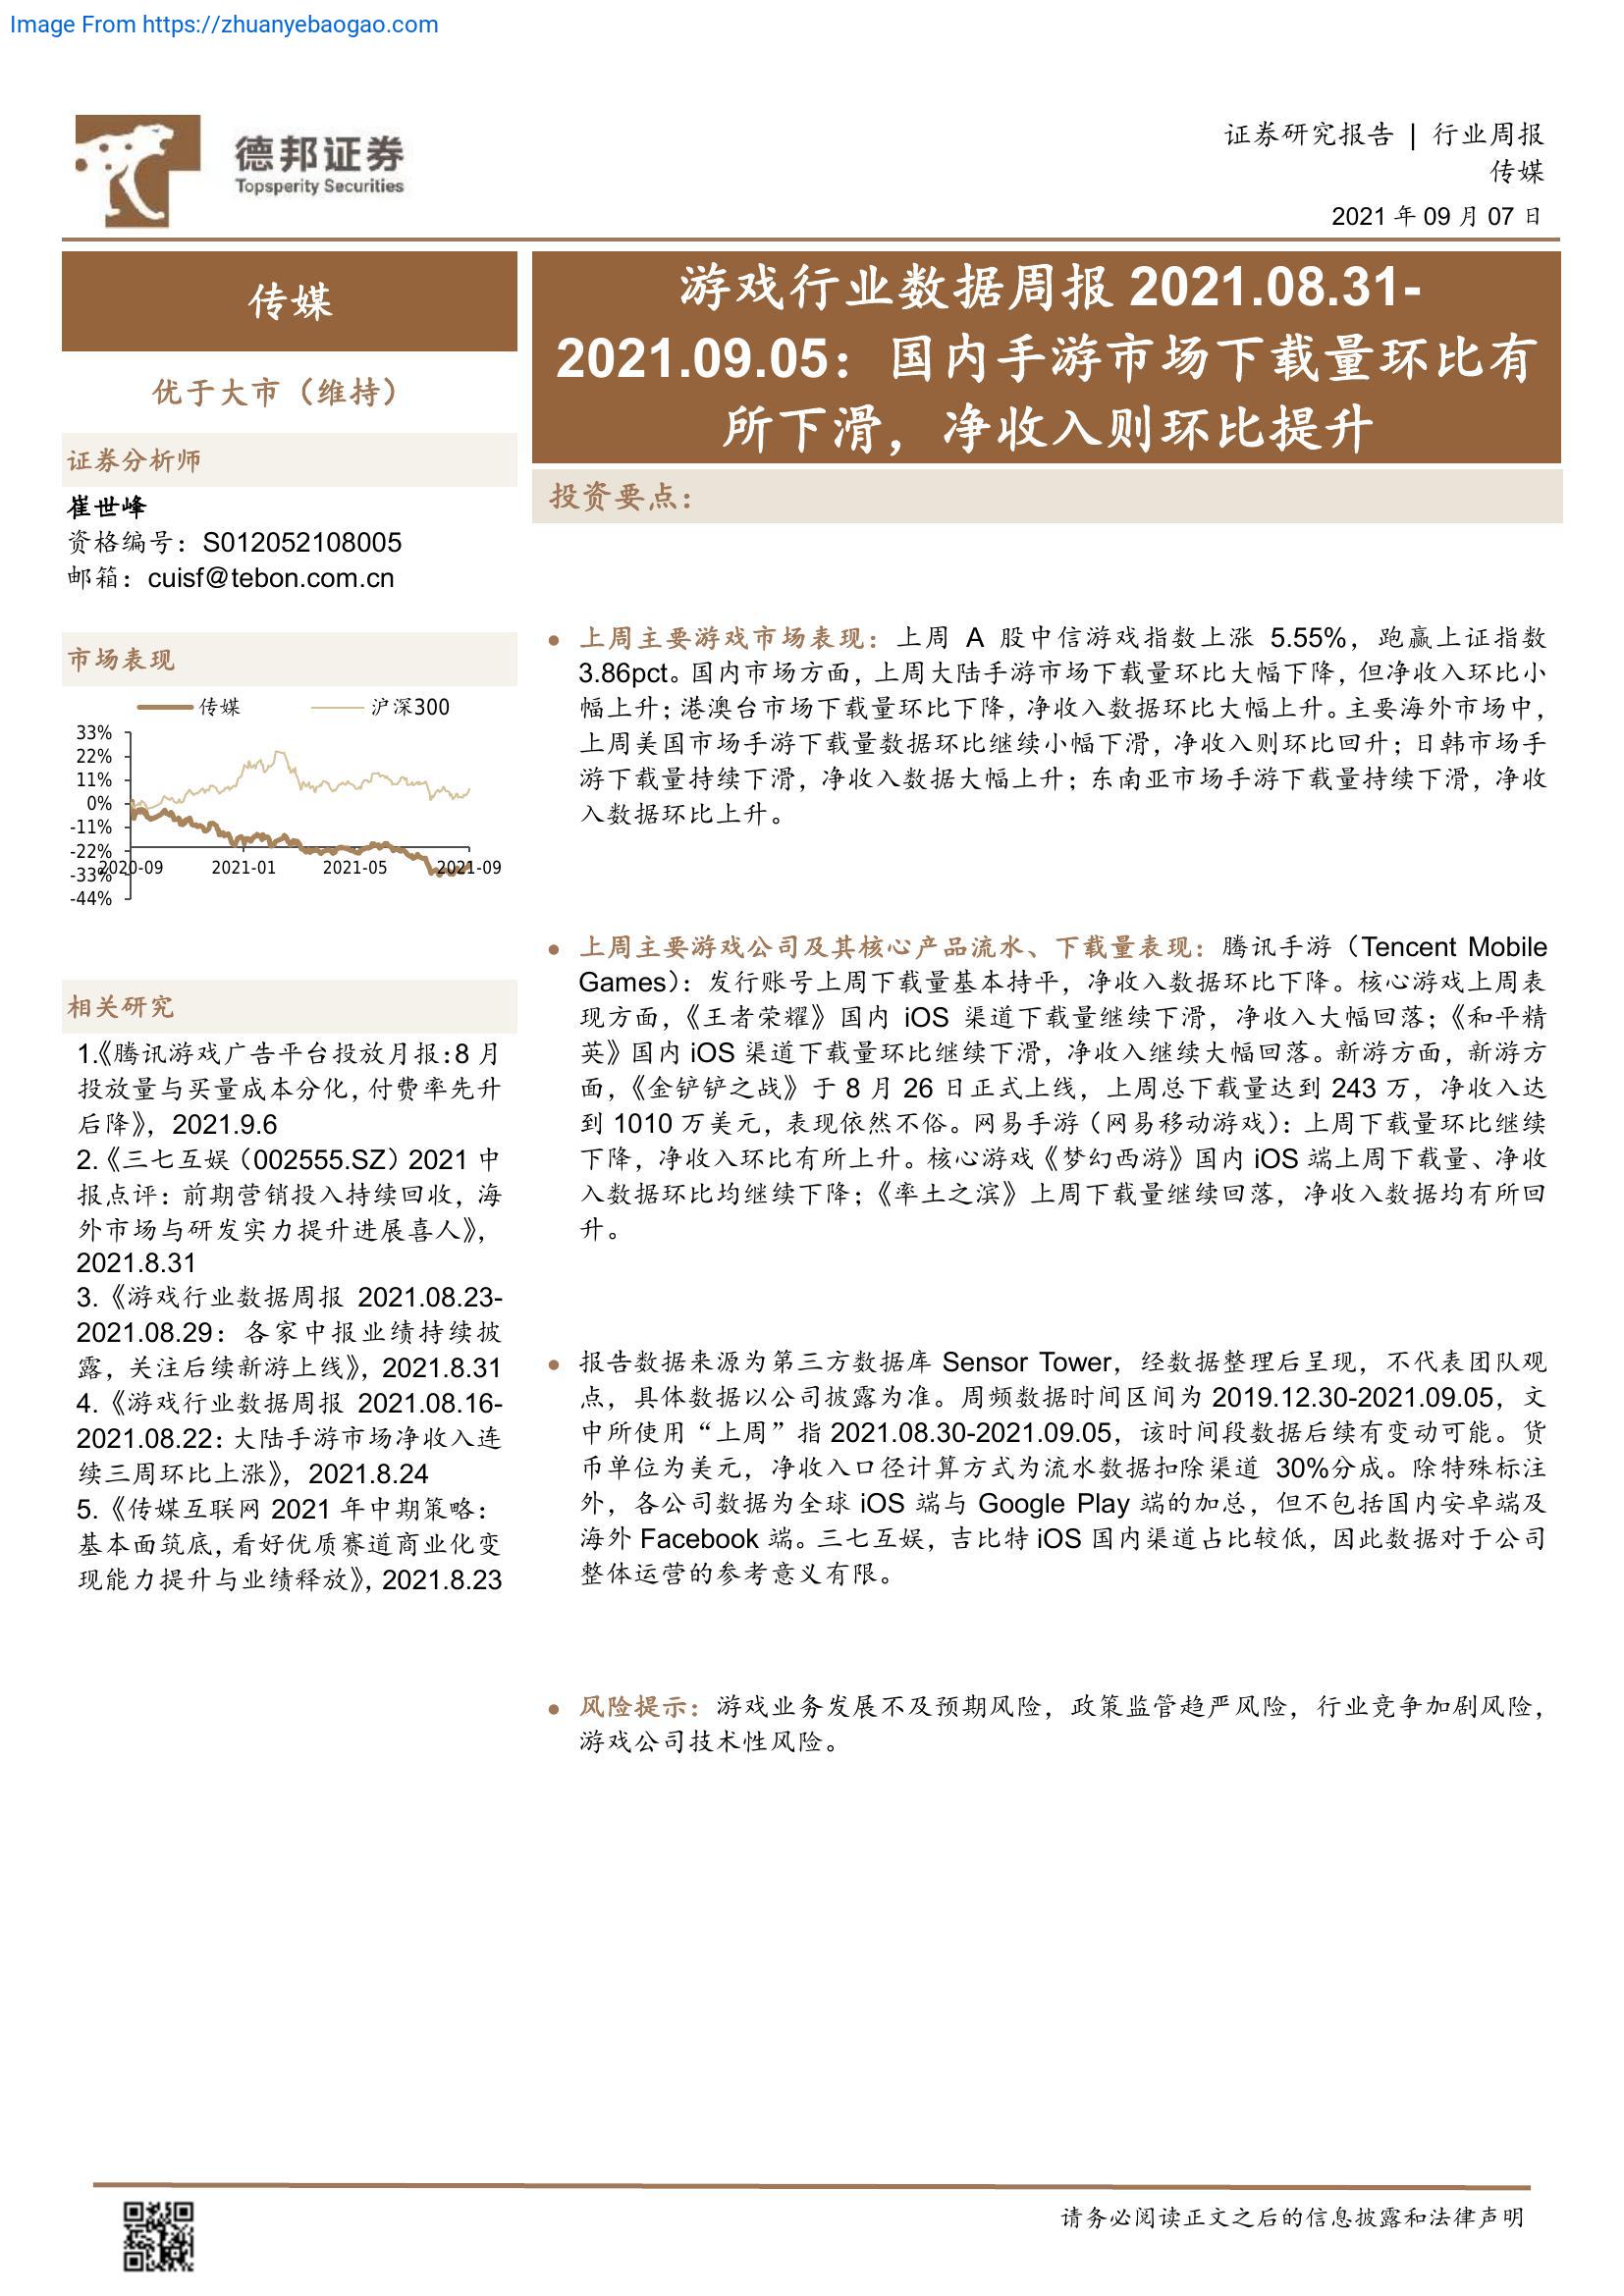 Image From https://zhuanyebaogao.com
德邦证券
Topsperity Securities
证券研究报告 | 行业周报
传媒
2021 年 09 月 07 日
传媒
优于大市（维持）
证券分析师
崔世峰
资格编号：S012052108005
邮箱：cuisf@tebon.com.cn
市场表现
传媒 沪深300
33%
22%
11%
0%
-11%
-22%
-33%
-44%
2020-09 2021-01 2021-05 2021-09
相关研究
1.《腾讯游戏广告平台投放月报：8 月
投放量与买量成本分化，付费率先升
后降》，2021.9.6
2.《三七互娱（002555.SZ）2021 中
报点评：前期营销投入持续回收，海
外市场与研发实力提升进展喜人》，
2021.8.31
3.《游戏行业数据周报 2021.08.23-
2021.08.29：各家中报业绩持续披
露，关注后续新游上线》，2021.8.31
4.《游戏行业数据周报 2021.08.16-
2021.08.22：大陆手游市场净收入连
续三周环比上涨》，2021.8.24
5.《传媒互联网 2021 年中期策略：
基本面筑底，看好优质赛道商业化变
现能力提升与业绩释放》，2021.8.23
游戏行业数据周报 2021.08.31-
2021.09.05：国内手游市场下载量环比有
所下滑，净收入则环比提升
投资要点：
● 上周主要游戏市场表现：上周 A 股中信游戏指数上涨 5.55%，跑赢上证指数
3.86pct。国内市场方面，上周大陆手游市场下载量环比大幅下降，但净收入环比小
幅上升；港澳台市场下载量环比下降，净收入数据环比大幅上升。主要海外市场中，
上周美国市场手游下载量数据环比继续小幅下滑，净收入则环比回升；日韩市场手
游下载量持续下滑，净收入数据大幅上升；东南亚市场手游下载量持续下滑，净收
入数据环比上升。
● 上周主要游戏公司及其核心产品流水、下载量表现：腾讯手游（Tencent Mobile
Games）：发行账号上周下载量基本持平，净收入数据环比下降。核心游戏上周表
现方面，《王者荣耀》国内 iOS 渠道下载量继续下滑，净收入大幅回落；《和平精
英》国内 iOS 渠道下载量环比继续下滑，净收入继续大幅回落。新游方面，新游方
面，《金铲铲之战》于 8 月 26 日正式上线，上周总下载量达到 243 万，净收入达
到 1010 万美元，表现依然不俗。网易手游（网易移动游戏）：上周下载量环比继续
下降，净收入环比有所上升。核心游戏《梦幻西游》国内 iOS 端上周下载量、净收
入数据环比均继续下降；《率土之滨》上周下载量继续回落，净收入数据均有所回
升。
● 报告数据来源为第三方数据库 Sensor Tower，经数据整理后呈现，不代表团队观
点，具体数据以公司披露为准。周频数据时间区间为 2019.12.30-2021.09.05，文
中所使用“上周”指 2021.08.30-2021.09.05，该时间段数据后续有变动可能。货
币单位为美元，净收入口径计算方式为流水数据扣除渠道 30%分成。除特殊标注
外，各公司数据为全球 iOS 端与 Google Play 端的加总，但不包括国内安卓端及
海外 Facebook 端。三七互娱，吉比特 iOS 国内渠道占比较低，因此数据对于公司
整体运营的参考意义有限。
● 风险提示：游戏业务发展不及预期风险，政策监管趋严风险，行业竞争加剧风险，
游戏公司技术性风险。
请务必阅读正文之后的信息披露和法律声明